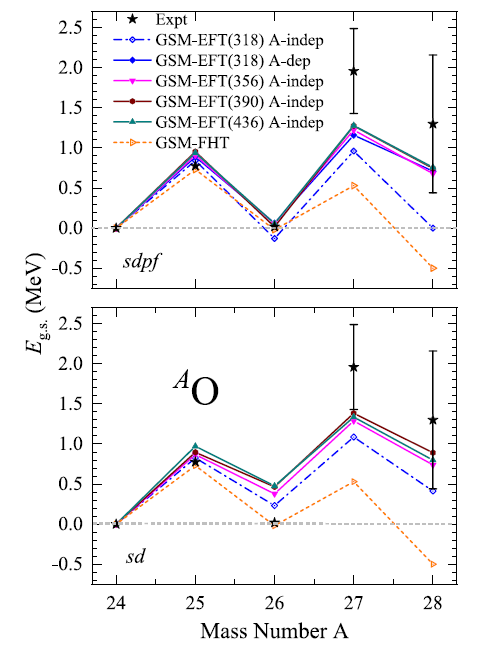 Expt
GSM-EFT(318) A-indep
GSM-EFT(318) A-dep
GSM-EFT(356) A-indep
GSM-EFT(390) A-indep
GSM-EFT(436) A-indep
GSM-FHT
2.5
2.0
1.5
1.0
0.5
0.0
-0.5
sdpf
E_g.s. (MeV)
2.5
2.0
1.5
1.0
0.5
0.0
-0.5
^AO
sd
24 25 26 27 28
Mass Number A